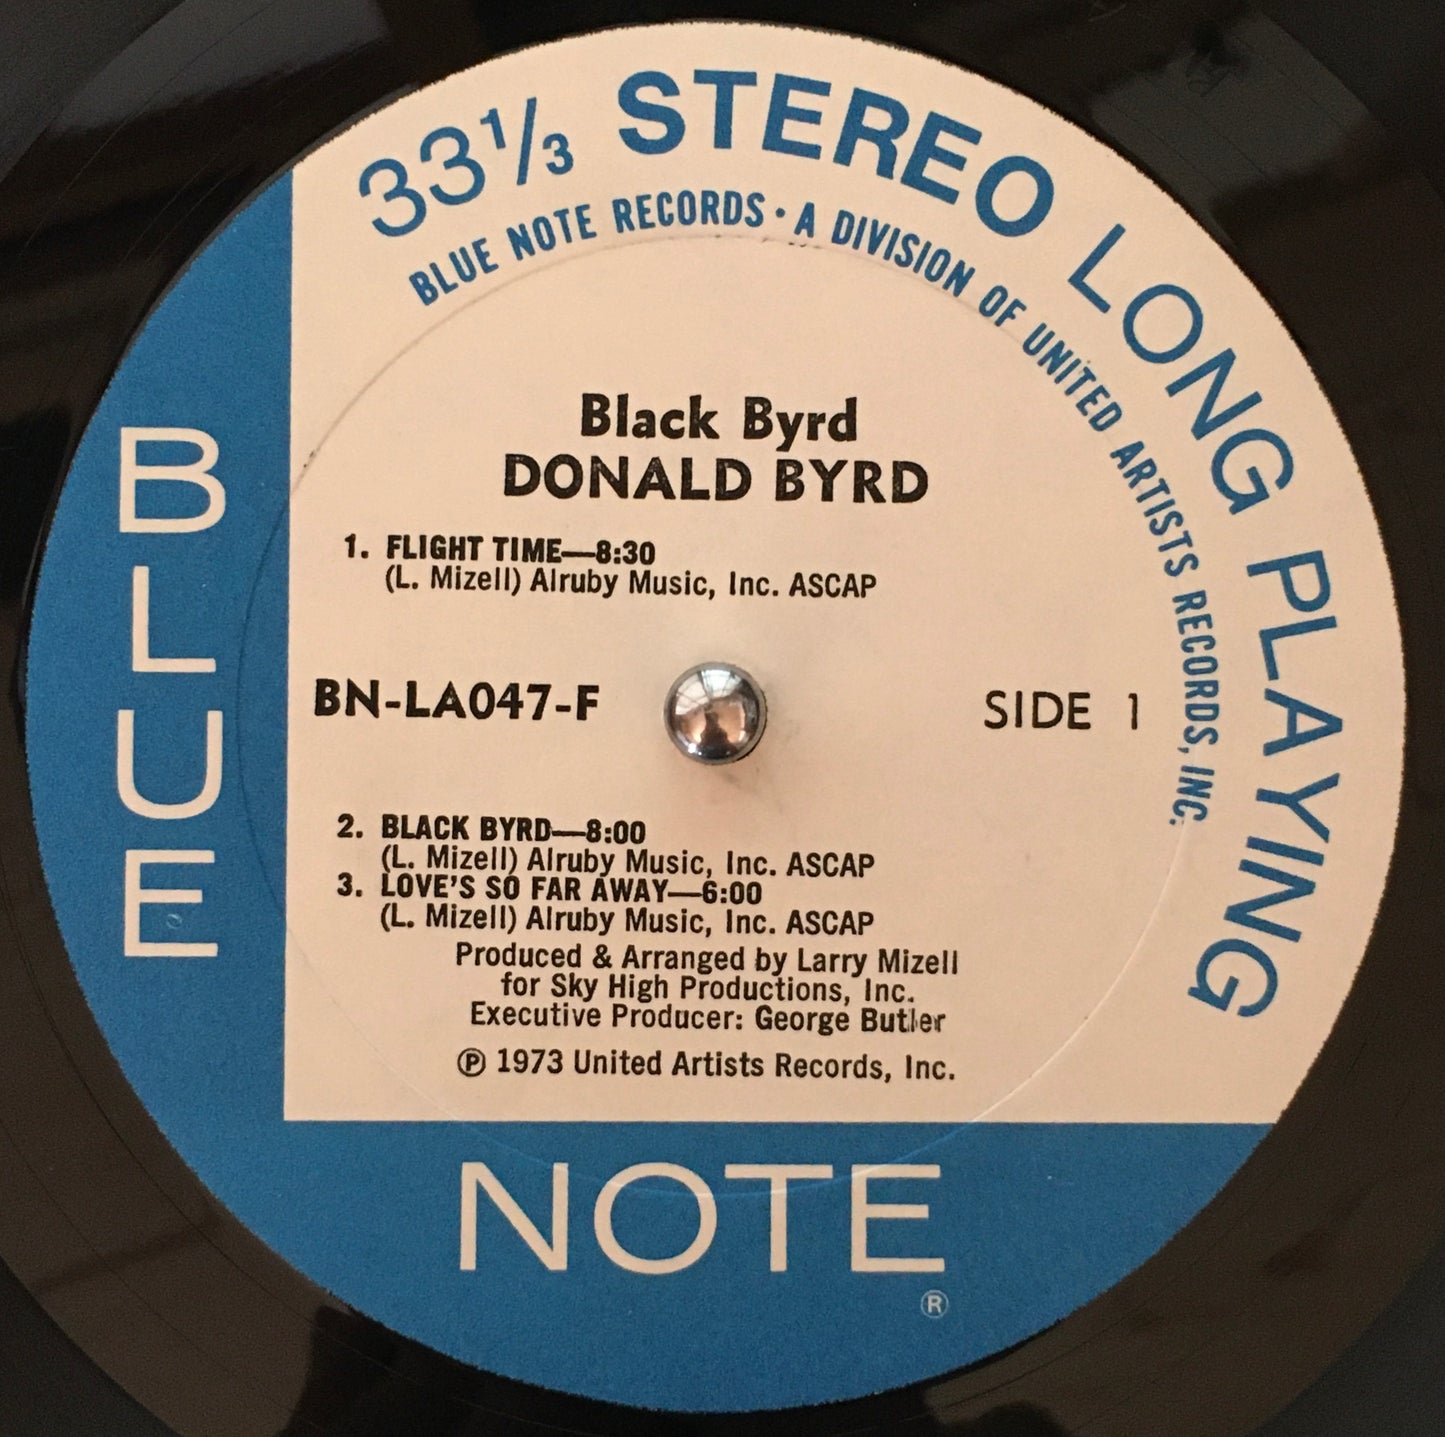 33⅓ STEREO LONG PLAYING
BLUE NOTE RECORDS · A DIVISION OF UNITED ARTISTS RECORDS, INC.
Black Byrd
DONALD BYRD
1. FLIGHT TIME—8:30
(L. Mizell) Alruby Music, Inc. ASCAP
BN-LA047-F
SIDE 1
2. BLACK BYRD—8:00
(L. Mizell) Alruby Music, Inc. ASCAP
3. LOVE'S SO FAR AWAY—6:00
(L. Mizell) Alruby Music, Inc. ASCAP
Produced & Arranged by Larry Mizell
for Sky High Productions, Inc.
Executive Producer: George Butler
℗ 1973 United Artists Records, Inc.
BLUE
NOTE
®